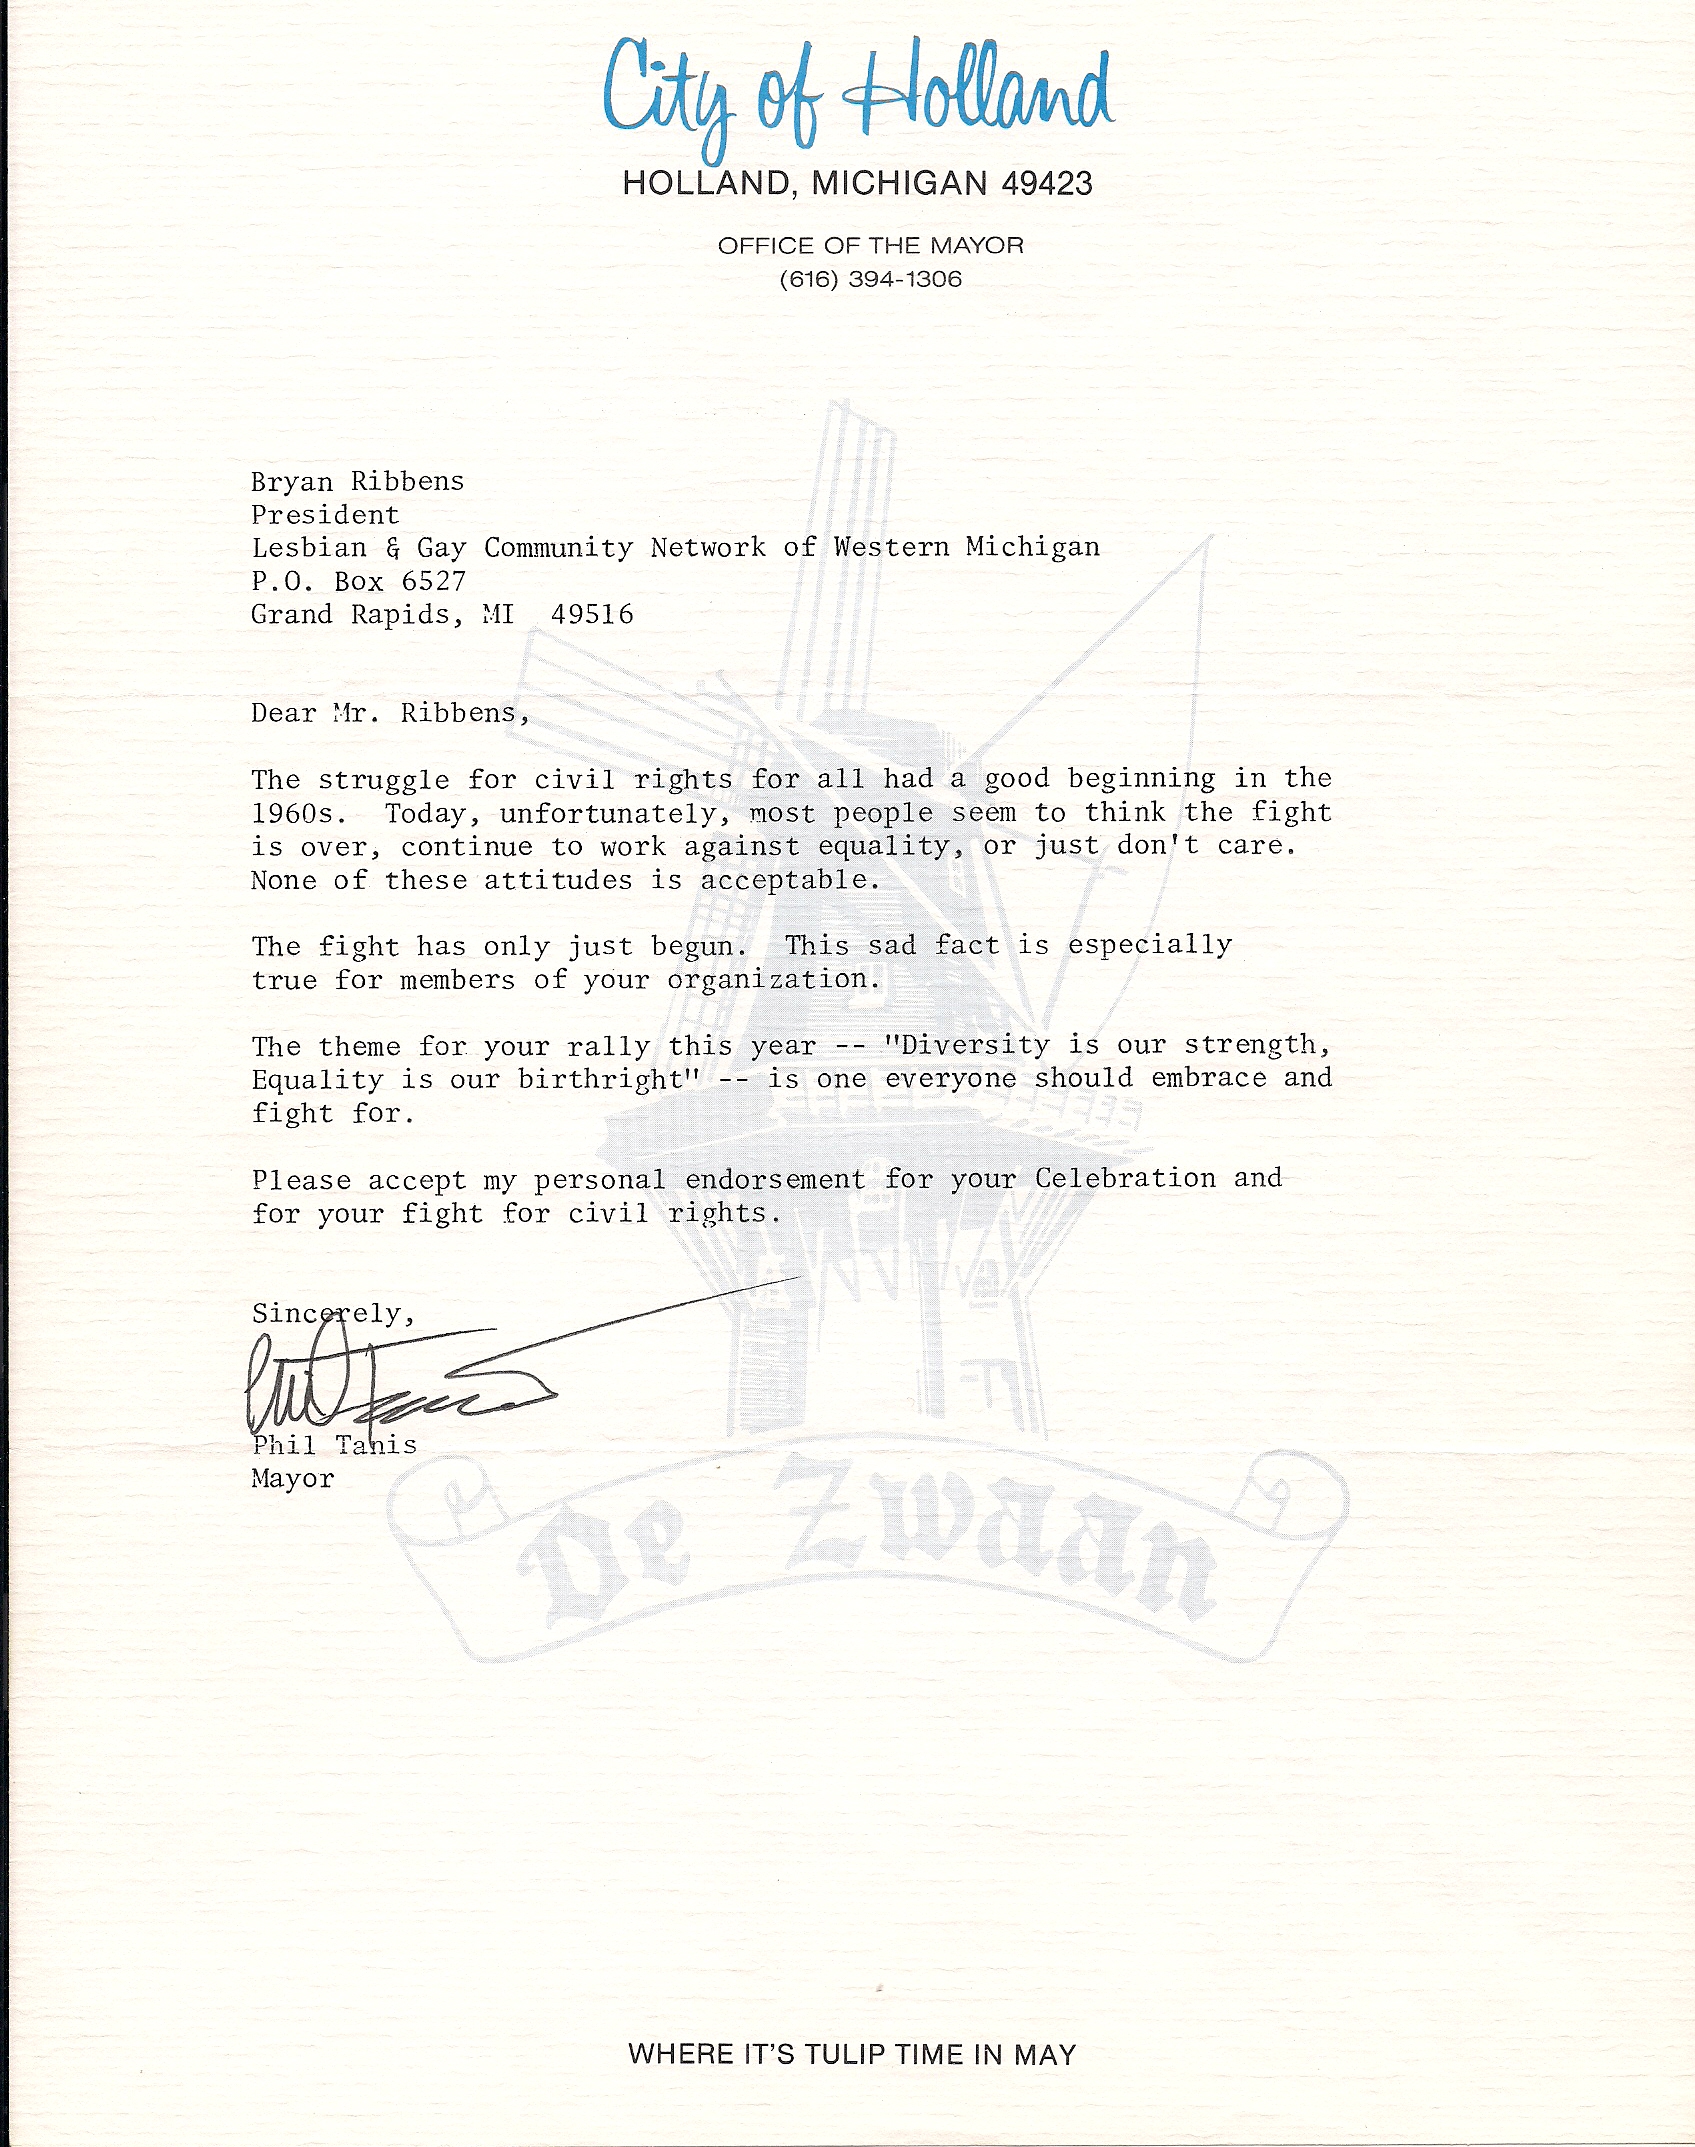 City of Holland
HOLLAND, MICHIGAN 49423
OFFICE OF THE MAYOR
(616) 394-1306
Bryan Ribbens
President
Lesbian & Gay Community Network of Western Michigan
P.O. Box 6527
Grand Rapids, MI  49516
Dear Mr. Ribbens,
The struggle for civil rights for all had a good beginning in the
1960s.  Today, unfortunately, most people seem to think the fight
is over, continue to work against equality, or just don't care.
None of these attitudes is acceptable.
The fight has only just begun.  This sad fact is especially
true for members of your organization.
The theme for your rally this year -- "Diversity is our strength,
Equality is our birthright" -- is one everyone should embrace and
fight for.
Please accept my personal endorsement for your Celebration and
for your fight for civil rights.
Sincerely,
Phil Tanis
Phil Tanis
Mayor
De Zwaan
WHERE IT'S TULIP TIME IN MAY